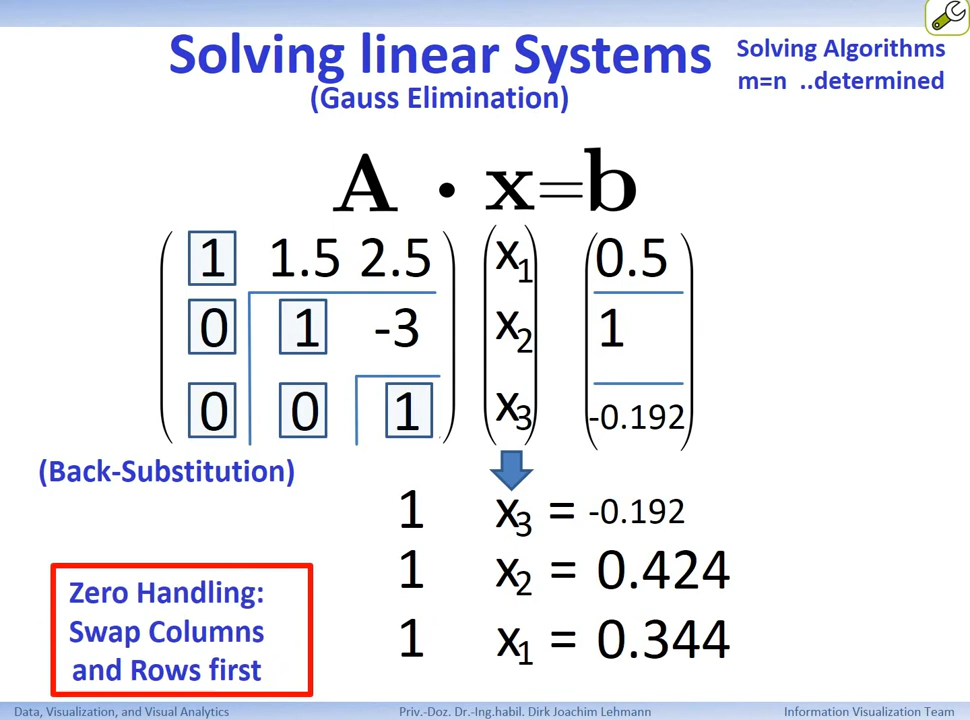 Solving linear Systems
(Gauss Elimination)
Solving Algorithms
m=n ..determined
A · x=b
1 1.5 2.5 x1 0.5
0 1 -3 x2 1
0 0 1 x3 -0.192
(Back-Substitution)
1 x3 = -0.192
1 x2 = 0.424
1 x1 = 0.344
Zero Handling:
Swap Columns
and Rows first
Data, Visualization, and Visual Analytics
Priv.-Doz. Dr.-Ing.habil. Dirk Joachim Lehmann
Information Visualization Team